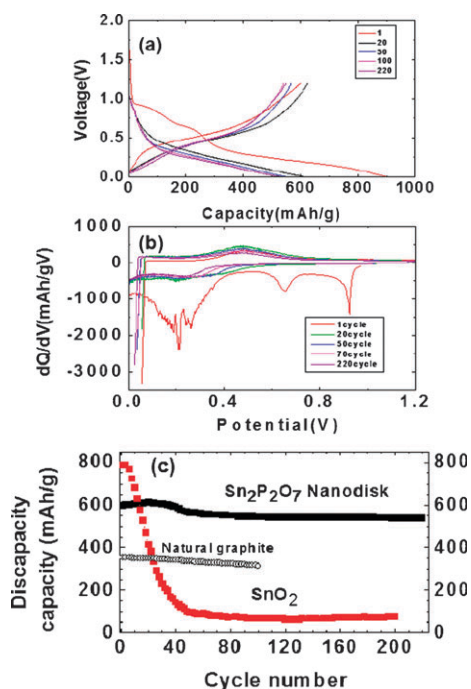 2.0
(a)
1
20
50
100
220
1.5
1.0
0.5
0.0
Voltage(V)
0 200 400 600 800 1000
Capacity(mAh/g)
1000
(b)
0
-1000
-2000
-3000
dQ/dV(mAh/gV)
1cycle
20cycle
50cycle
70cycle
220cycle
0.0 0.4 0.8 1.2
Potential(V)
800 (c) 800
Sn2P2O7 Nanodisk
600 600
400 400
Natural graphite
200 200
SnO2
0 0
Discapacity
capacity (mAh/g)
0 40 80 120 160 200
Cycle number